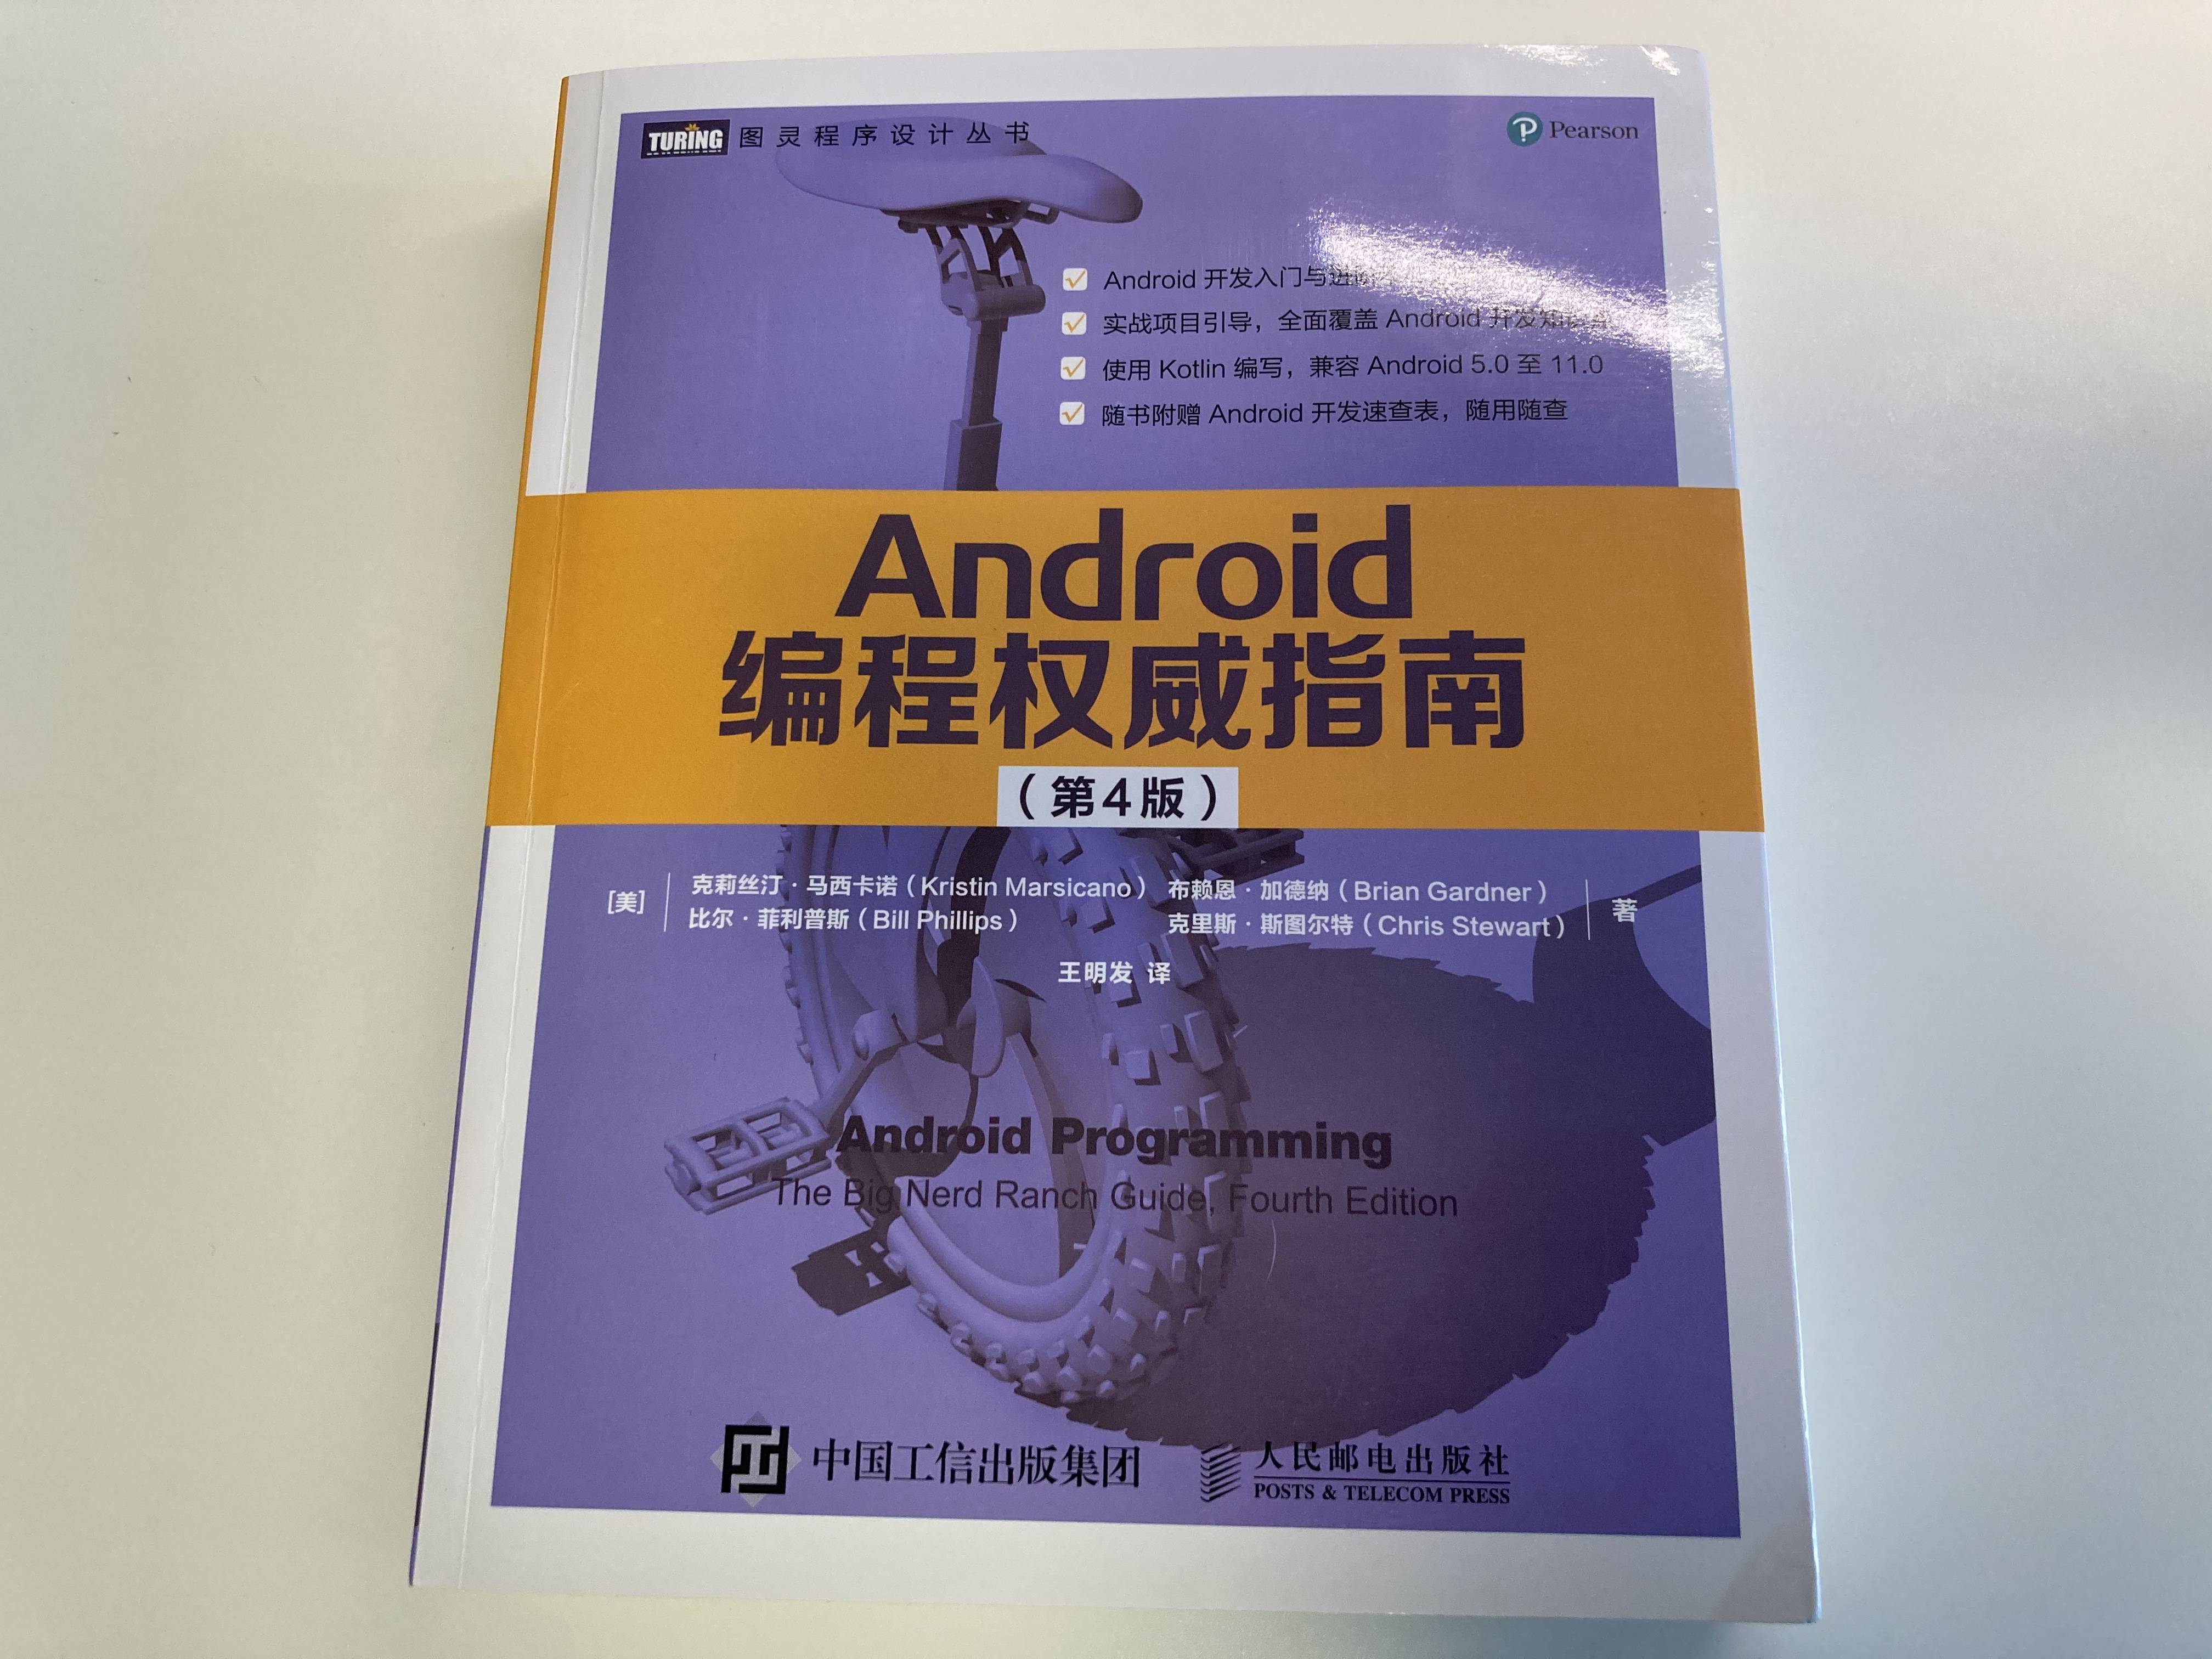 TURING 图灵程序设计丛书
Pearson
Android 开发入门与进
实战项目引导，全面覆盖 Android 开发知识
使用 Kotlin 编写，兼容 Android 5.0 至 11.0
随书附赠 Android 开发速查表，随用随查
Android
编程权威指南
（第4版）
[美] 克莉丝汀·马西卡诺（Kristin Marsicano） 布赖恩·加德纳（Brian Gardner）
比尔·菲利普斯（Bill Phillips） 克里斯·斯图尔特（Chris Stewart） 著
王明发 译
Android Programming
The Big Nerd Ranch Guide, Fourth Edition
中国工信出版集团
人民邮电出版社
POSTS & TELECOM PRESS